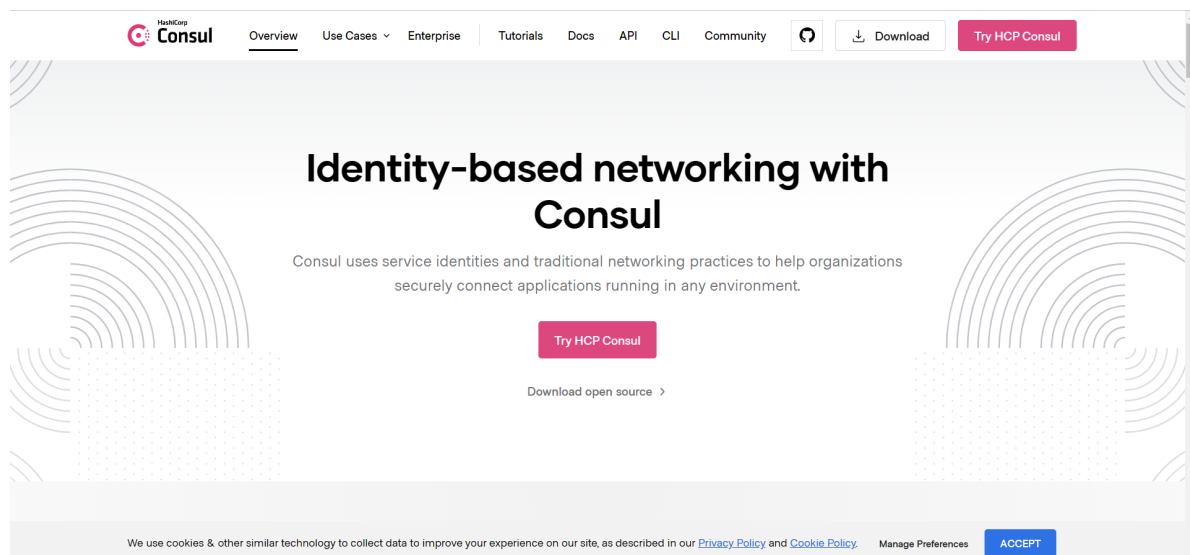 HashiCorp
Consul
Overview
Use Cases
Enterprise
Tutorials
Docs
API
CLI
Community
Download
Try HCP Consul
Identity-based networking with
Consul
Consul uses service identities and traditional networking practices to help organizations
securely connect applications running in any environment.
Try HCP Consul
Download open source
We use cookies & other similar technology to collect data to improve your experience on our site, as described in our Privacy Policy and Cookie Policy.
Manage Preferences
ACCEPT